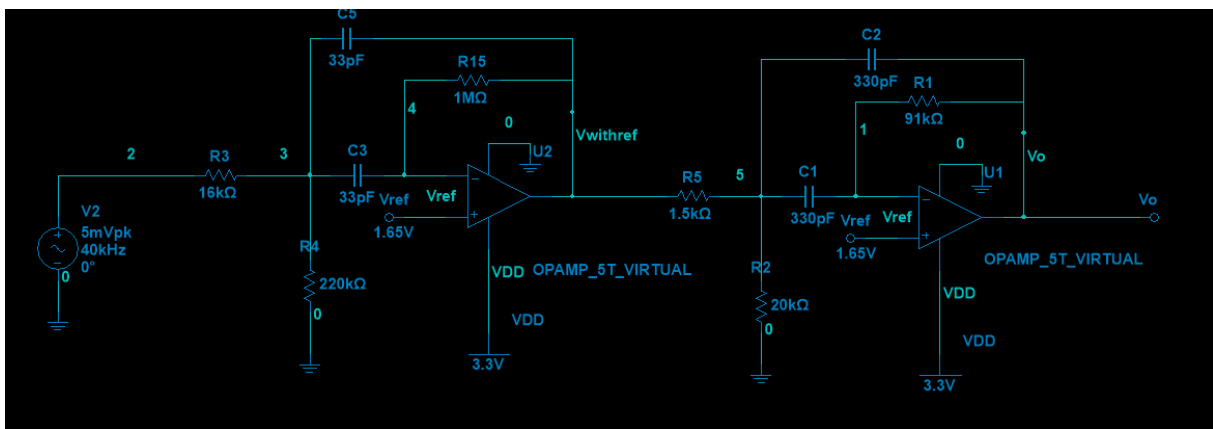 C5
33pF
R15
1MΩ
4
0
Vwithref
2
R3
16kΩ
3
C3
33pF
Vref
Vref
1.65V
U2
V2
5mVpk
40kHz
0°
0
R4
220kΩ
0
VDD
OPAMP_5T_VIRTUAL
VDD
3.3V
C2
330pF
R1
91kΩ
1
0
Vo
R5
1.5kΩ
5
C1
330pF
Vref
Vref
1.65V
U1
Vo
R2
20kΩ
0
OPAMP_5T_VIRTUAL
VDD
VDD
3.3V